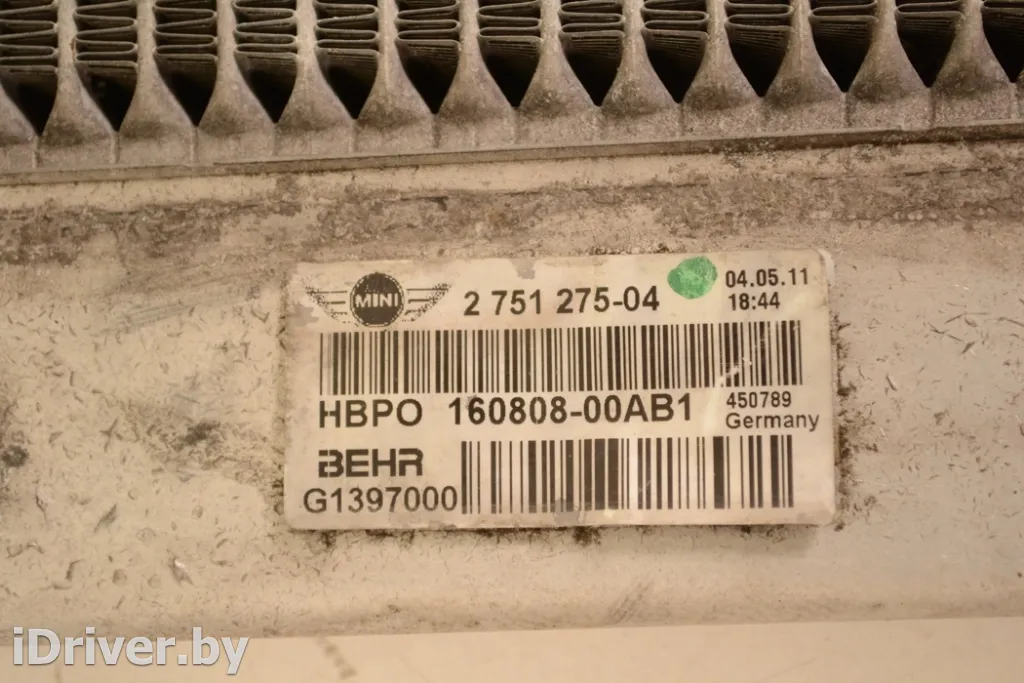 MINI 2 751 275-04 04.05.11
18:44
HBPO 160808-00AB1 450789
Germany
BEHR
G1397000
iDriver.by